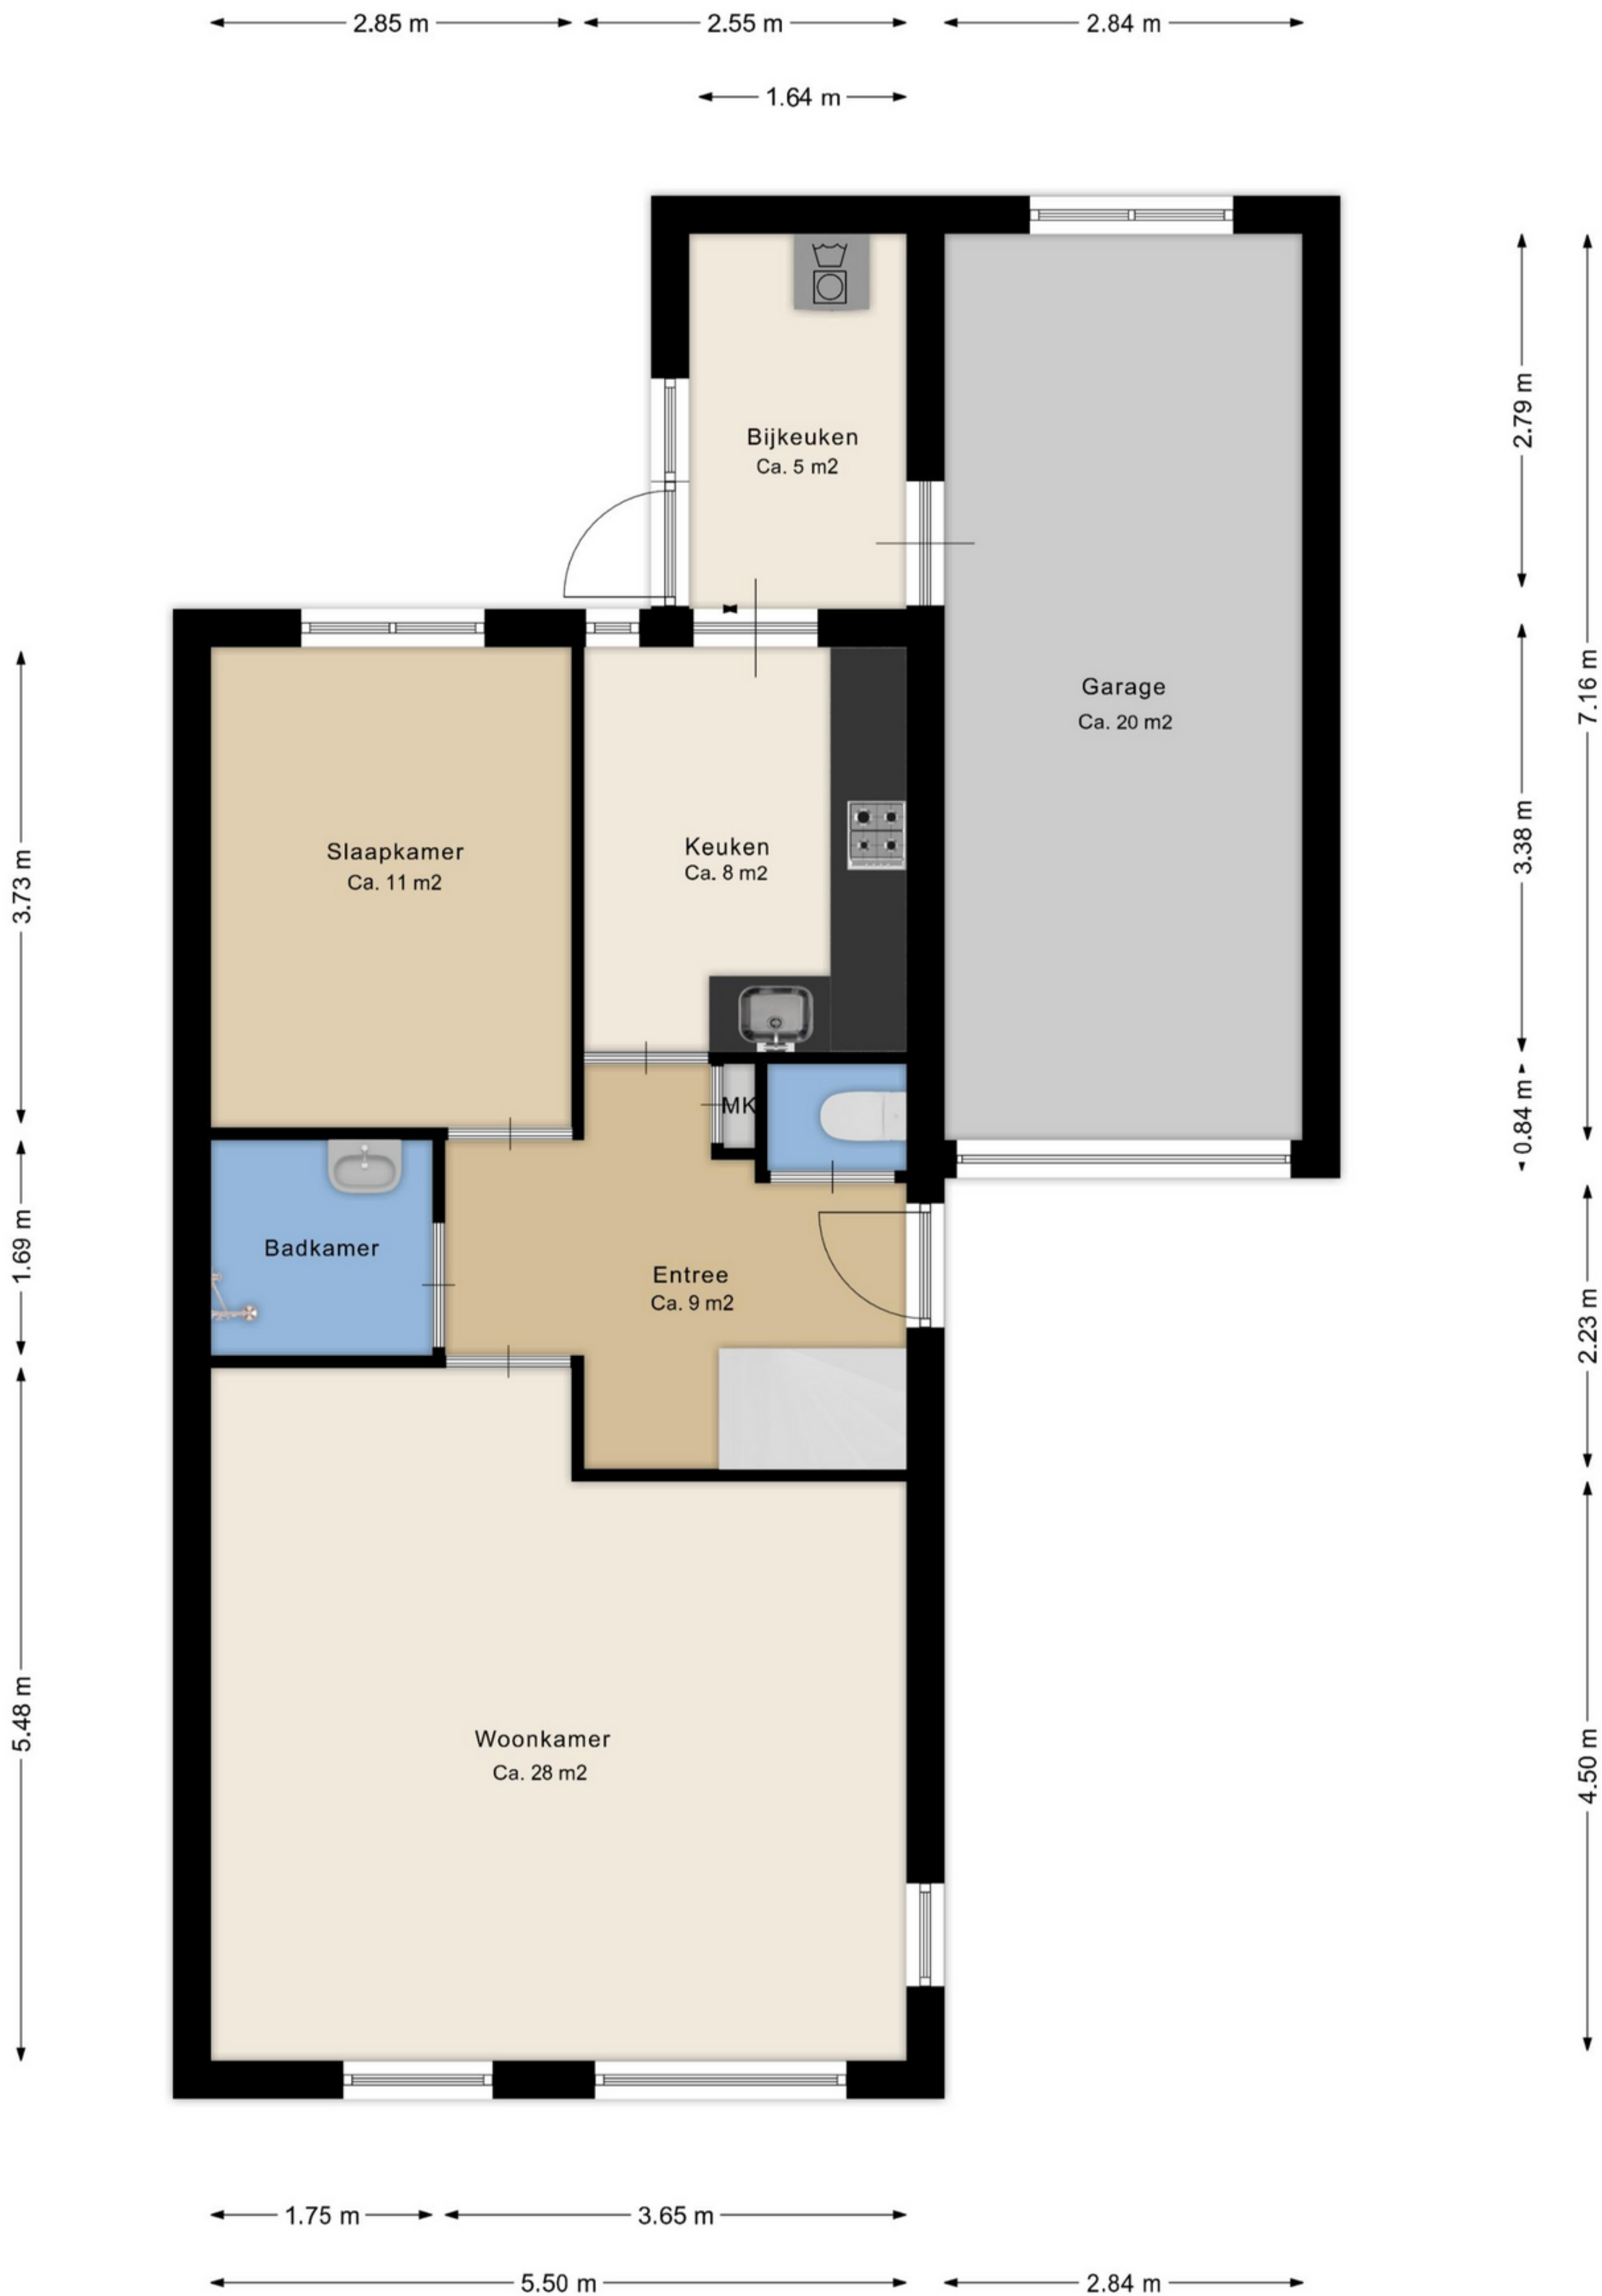 2.85 m
2.55 m
2.84 m
1.64 m
Bijkeuken
Ca. 5 m2
2.79 m
7.16 m
Garage
Ca. 20 m2
3.38 m
3.73 m
Slaapkamer
Ca. 11 m2
Keuken
Ca. 8 m2
MK
0.84 m
1.69 m
Badkamer
Entree
Ca. 9 m2
2.23 m
5.48 m
Woonkamer
Ca. 28 m2
4.50 m
1.75 m
3.65 m
5.50 m
2.84 m